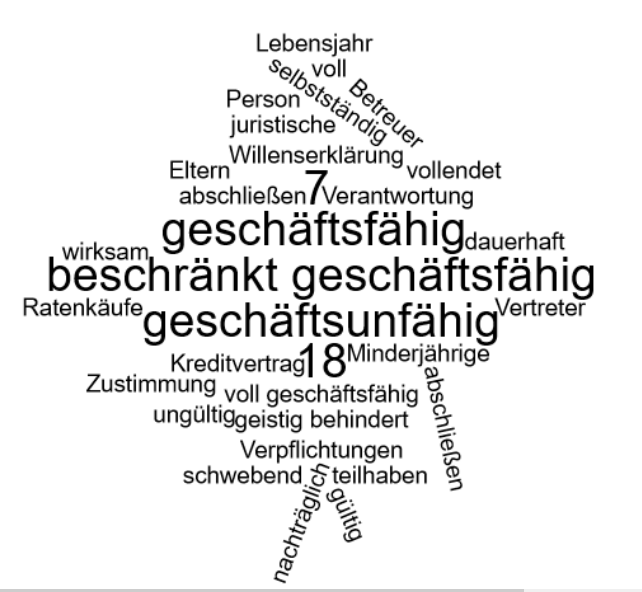 Lebensjahr
voll
selbstständig
Betreuer
Person
juristische
Willenserklärung
Eltern
vollendet
7
abschließen
Verantwortung
geschäftsfähig
dauerhaft
wirksam
beschränkt geschäftsfähig
Ratenkäufe
geschäftsunfähig
Vertreter
Kreditvertrag
18
Minderjährige
Zustimmung
voll geschäftsfähig
abschließen
ungültig
geistig behindert
Verpflichtungen
schwebend
teilhaben
nachträglich
gültig